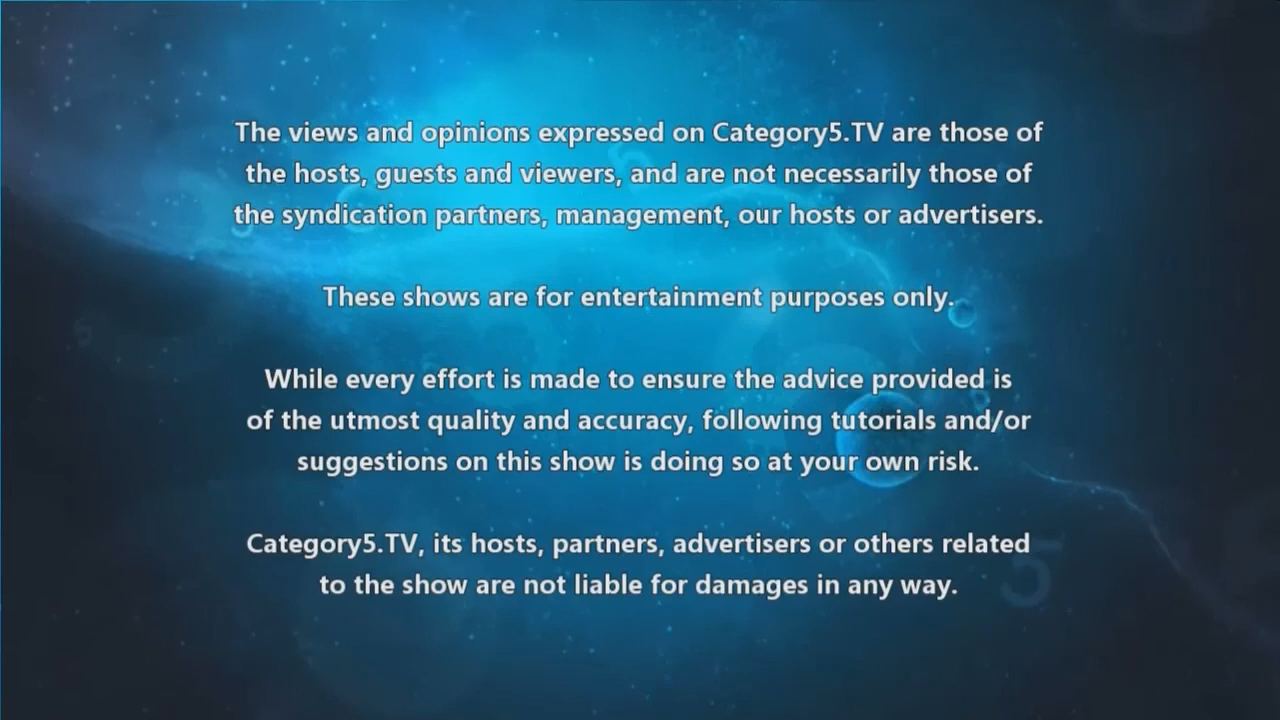 The views and opinions expressed on Category5.TV are those of
the hosts, guests and viewers, and are not necessarily those of
the syndication partners, management, our hosts or advertisers.
These shows are for entertainment purposes only.
While every effort is made to ensure the advice provided is
of the utmost quality and accuracy, following tutorials and/or
suggestions on this show is doing so at your own risk.
Category5.TV, its hosts, partners, advertisers or others related
to the show are not liable for damages in any way.
5